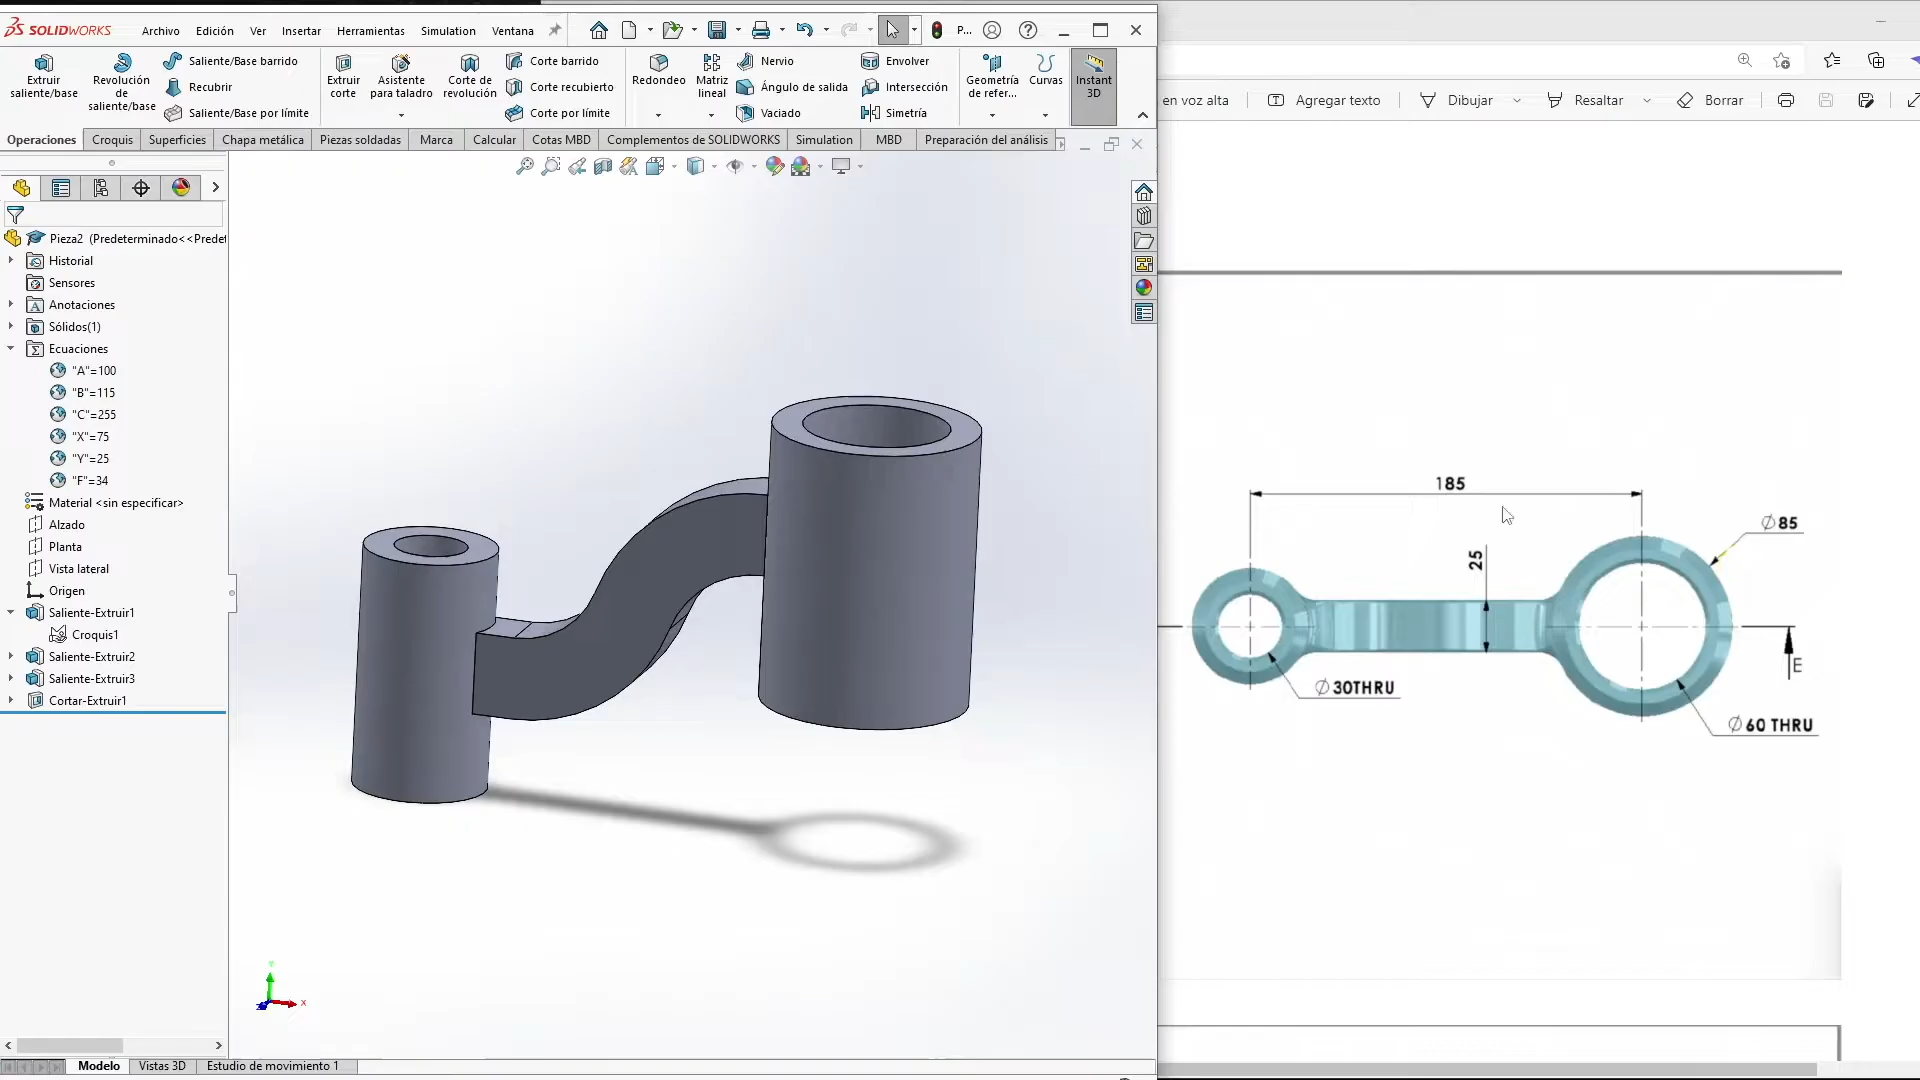 SOLIDWORKS
Archivo Edición Ver Insertar Herramientas Simulation Ventana P...
Extruir saliente/base
Revolución de saliente/base
Saliente/Base barrido
Recubrir
Saliente/Base por límite
Extruir corte
Asistente para taladro
Corte de revolución
Corte barrido
Corte recubierto
Corte por límite
Redondeo
Matriz lineal
Nervio
Ángulo de salida
Vaciado
Envolver
Intersección
Simetría
Geometría de refer...
Curvas
Instant 3D
Operaciones Croquis Superficies Chapa metálica Piezas soldadas Marca Calcular Cotas MBD Complementos de SOLIDWORKS Simulation MBD Preparación del análisis
Pieza2 (Predeterminado<<Predet
Historial
Sensores
Anotaciones
Sólidos(1)
Ecuaciones
"A"=100
"B"=115
"C"=255
"X"=75
"Y"=25
"F"=34
Material <sin especificar>
Alzado
Planta
Vista lateral
Origen
Saliente-Extruir1
Croquis1
Saliente-Extruir2
Saliente-Extruir3
Cortar-Extruir1
Y
X
Modelo Vistas 3D Estudio de movimiento 1
en voz alta Agregar texto Dibujar Resaltar Borrar
185
∅85
25
∅30THRU
E
∅60 THRU